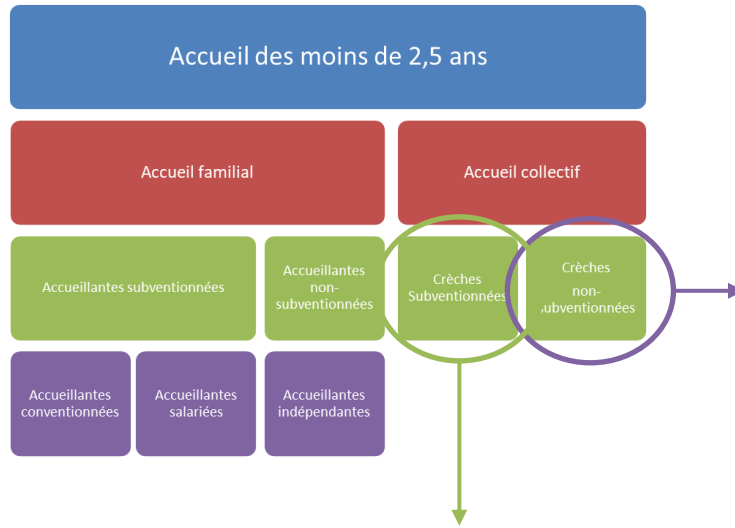 Accueil des moins de 2,5 ans
Accueil familial
Accueil collectif
Accueillantes subventionnées
Accueillantes
non-
subventionnées
Crèches
Subventionnées
Crèches
non-
subventionnées
Accueillantes
conventionnées
Accueillantes
salariées
Accueillantes
indépendantes